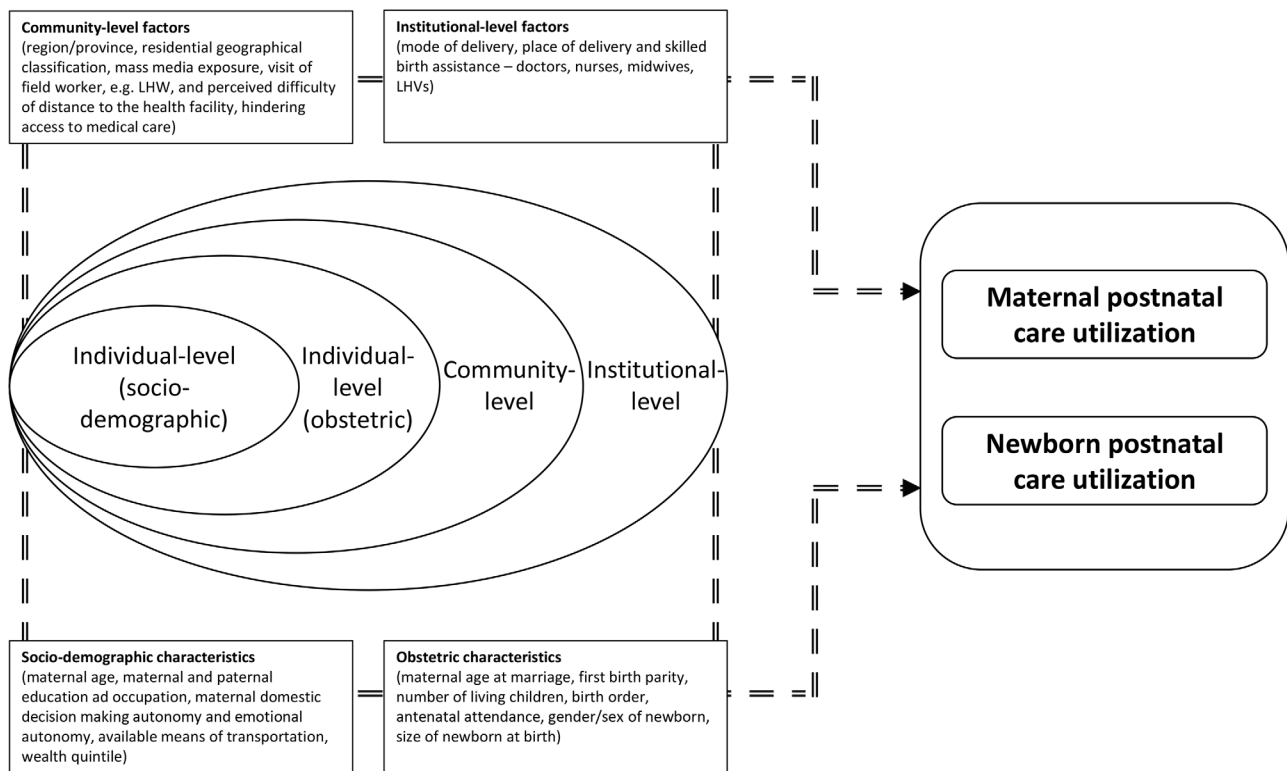 Community-level factors
(region/province, residential geographical
classification, mass media exposure, visit of
field worker, e.g. LHW, and perceived difficulty
of distance to the health facility, hindering
access to medical care)
Institutional-level factors
(mode of delivery, place of delivery and skilled
birth assistance – doctors, nurses, midwives,
LHVs)
Individual-level
(socio-
demographic)
Individual-
level
(obstetric)
Community-
level
Institutional-
level
Maternal postnatal
care utilization
Newborn postnatal
care utilization
Socio-demographic characteristics
(maternal age, maternal and paternal
education ad occupation, maternal domestic
decision making autonomy and emotional
autonomy, available means of transportation,
wealth quintile)
Obstetric characteristics
(maternal age at marriage, first birth parity,
number of living children, birth order,
antenatal attendance, gender/sex of newborn,
size of newborn at birth)